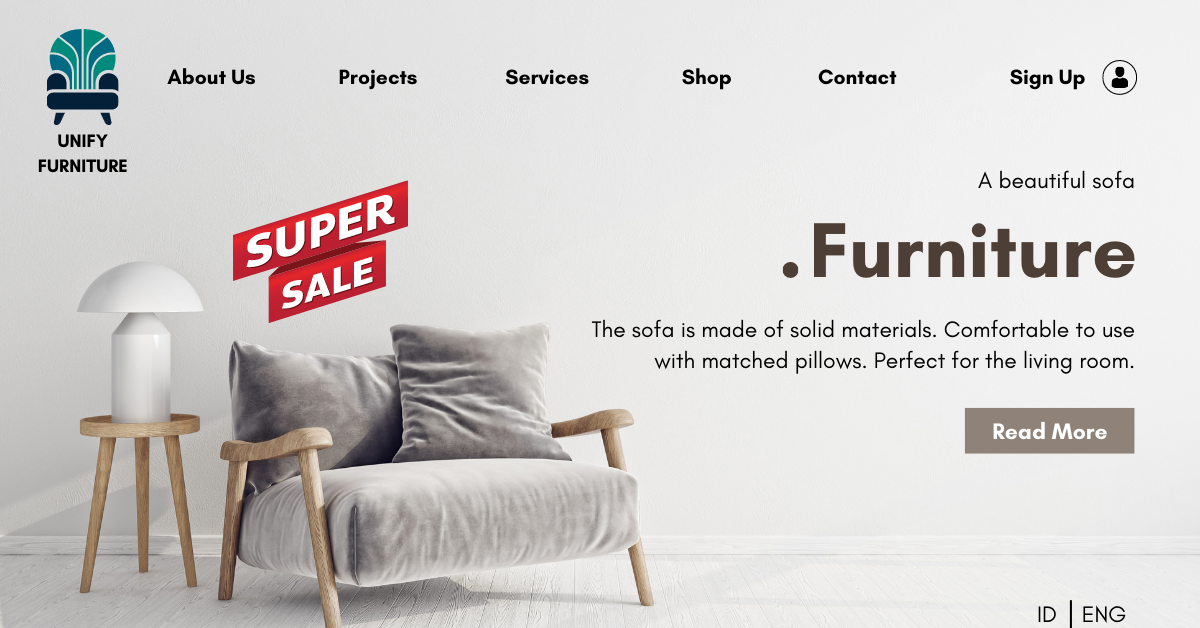 About Us
Projects
Services
Shop
Contact
Sign Up
UNIFY
FURNITURE
A beautiful sofa
SUPER
SALE
.Furniture
The sofa is made of solid materials. Comfortable to use
with matched pillows. Perfect for the living room.
Read More
ID | ENG